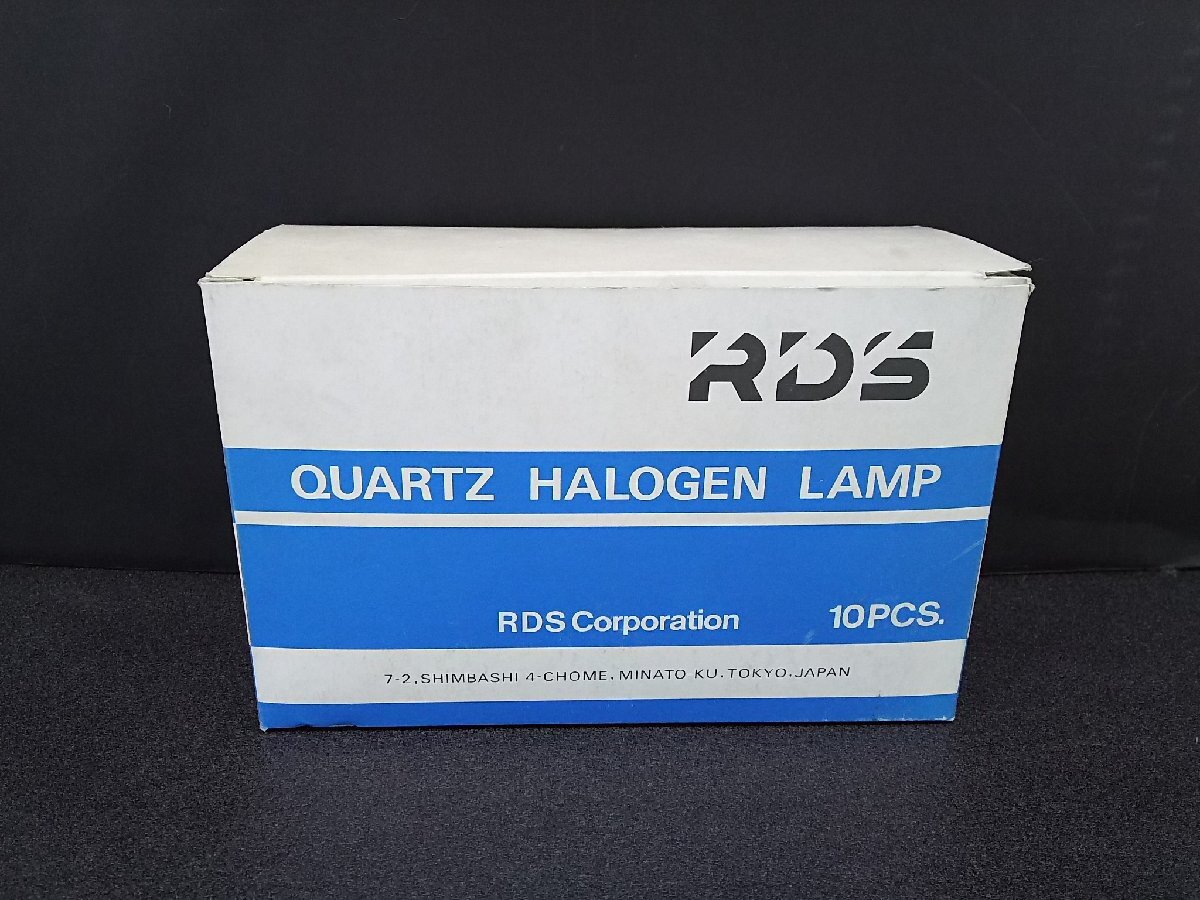 RDS
QUARTZ HALOGEN LAMP
RDS Corporation 10PCS.
7-2, SHIMBASHI 4-CHOME, MINATO KU. TOKYO, JAPAN